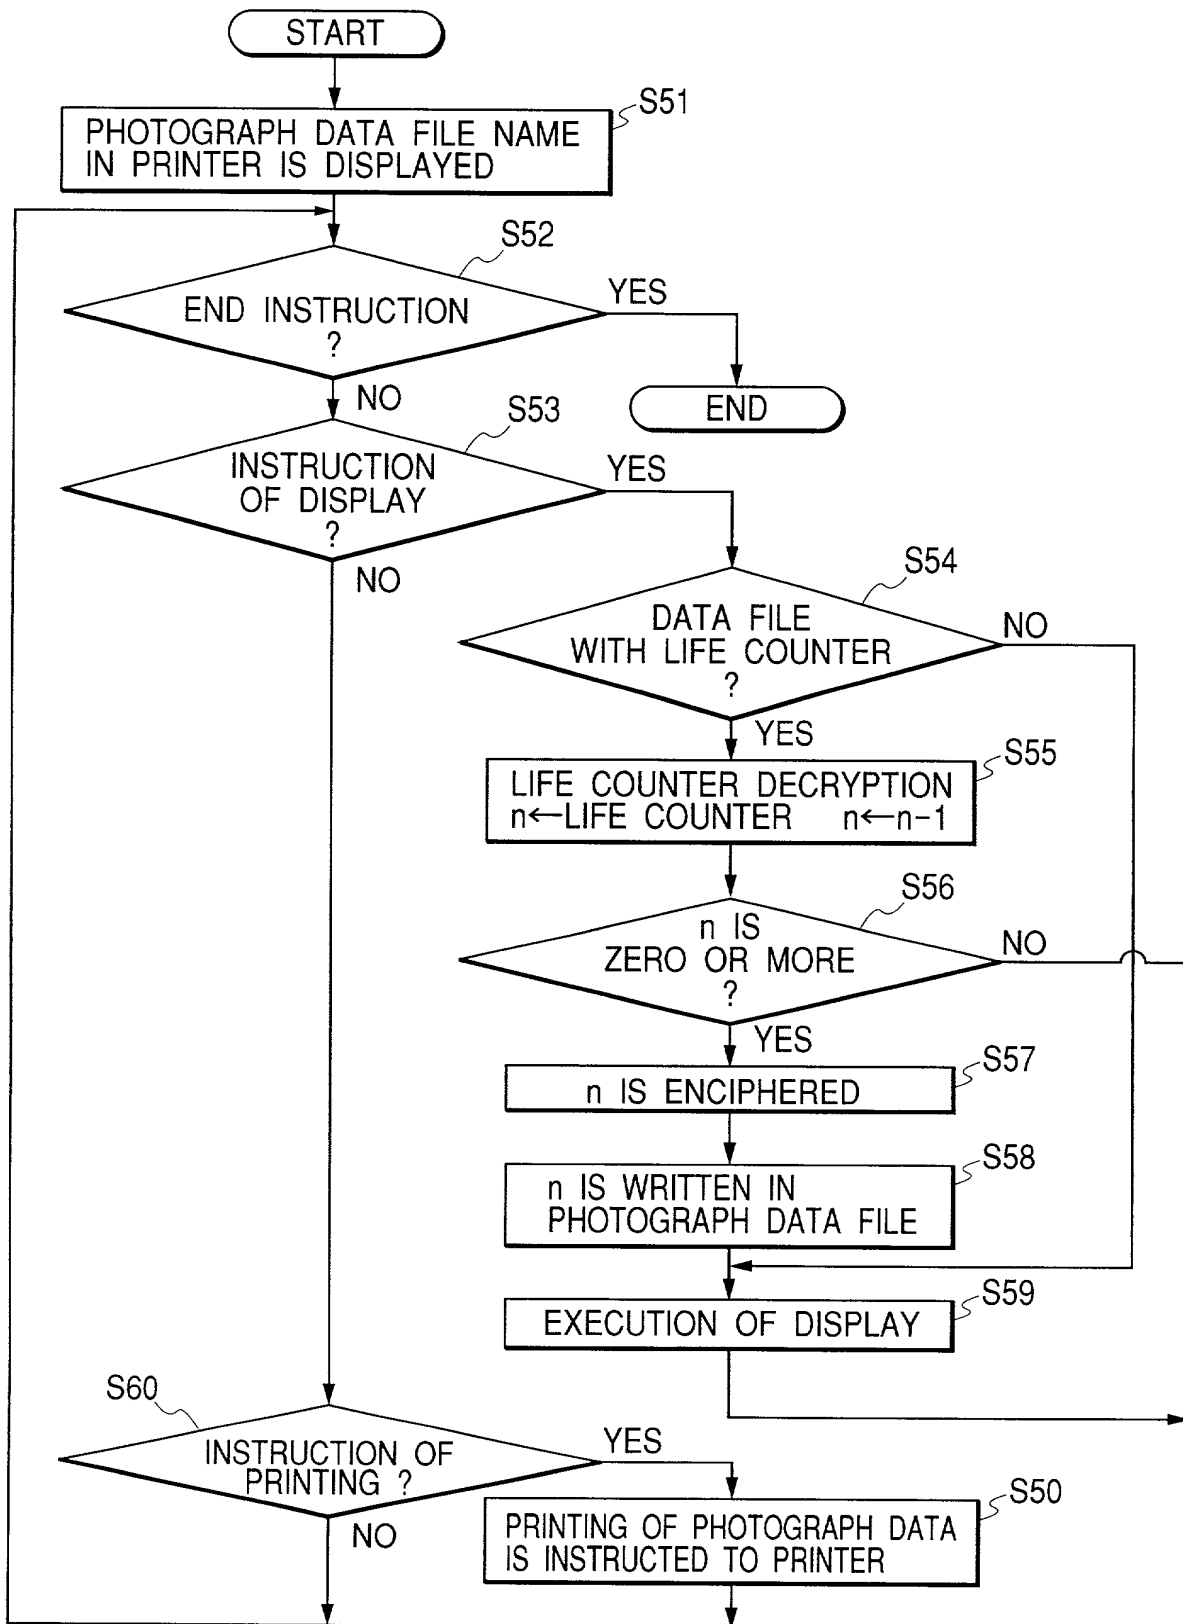 START
S51
PHOTOGRAPH DATA FILE NAME
IN PRINTER IS DISPLAYED
S52
END INSTRUCTION
?
YES
NO
END
S53
INSTRUCTION
OF DISPLAY
?
YES
NO
S54
DATA FILE
WITH LIFE COUNTER
?
NO
YES
S55
LIFE COUNTER DECRYPTION
n←LIFE COUNTER n←n-1
S56
n IS
ZERO OR MORE
?
NO
YES
S57
n IS ENCIPHERED
S58
n IS WRITTEN IN
PHOTOGRAPH DATA FILE
S59
EXECUTION OF DISPLAY
S60
INSTRUCTION OF
PRINTING ?
YES
NO
S50
PRINTING OF PHOTOGRAPH DATA
IS INSTRUCTED TO PRINTER